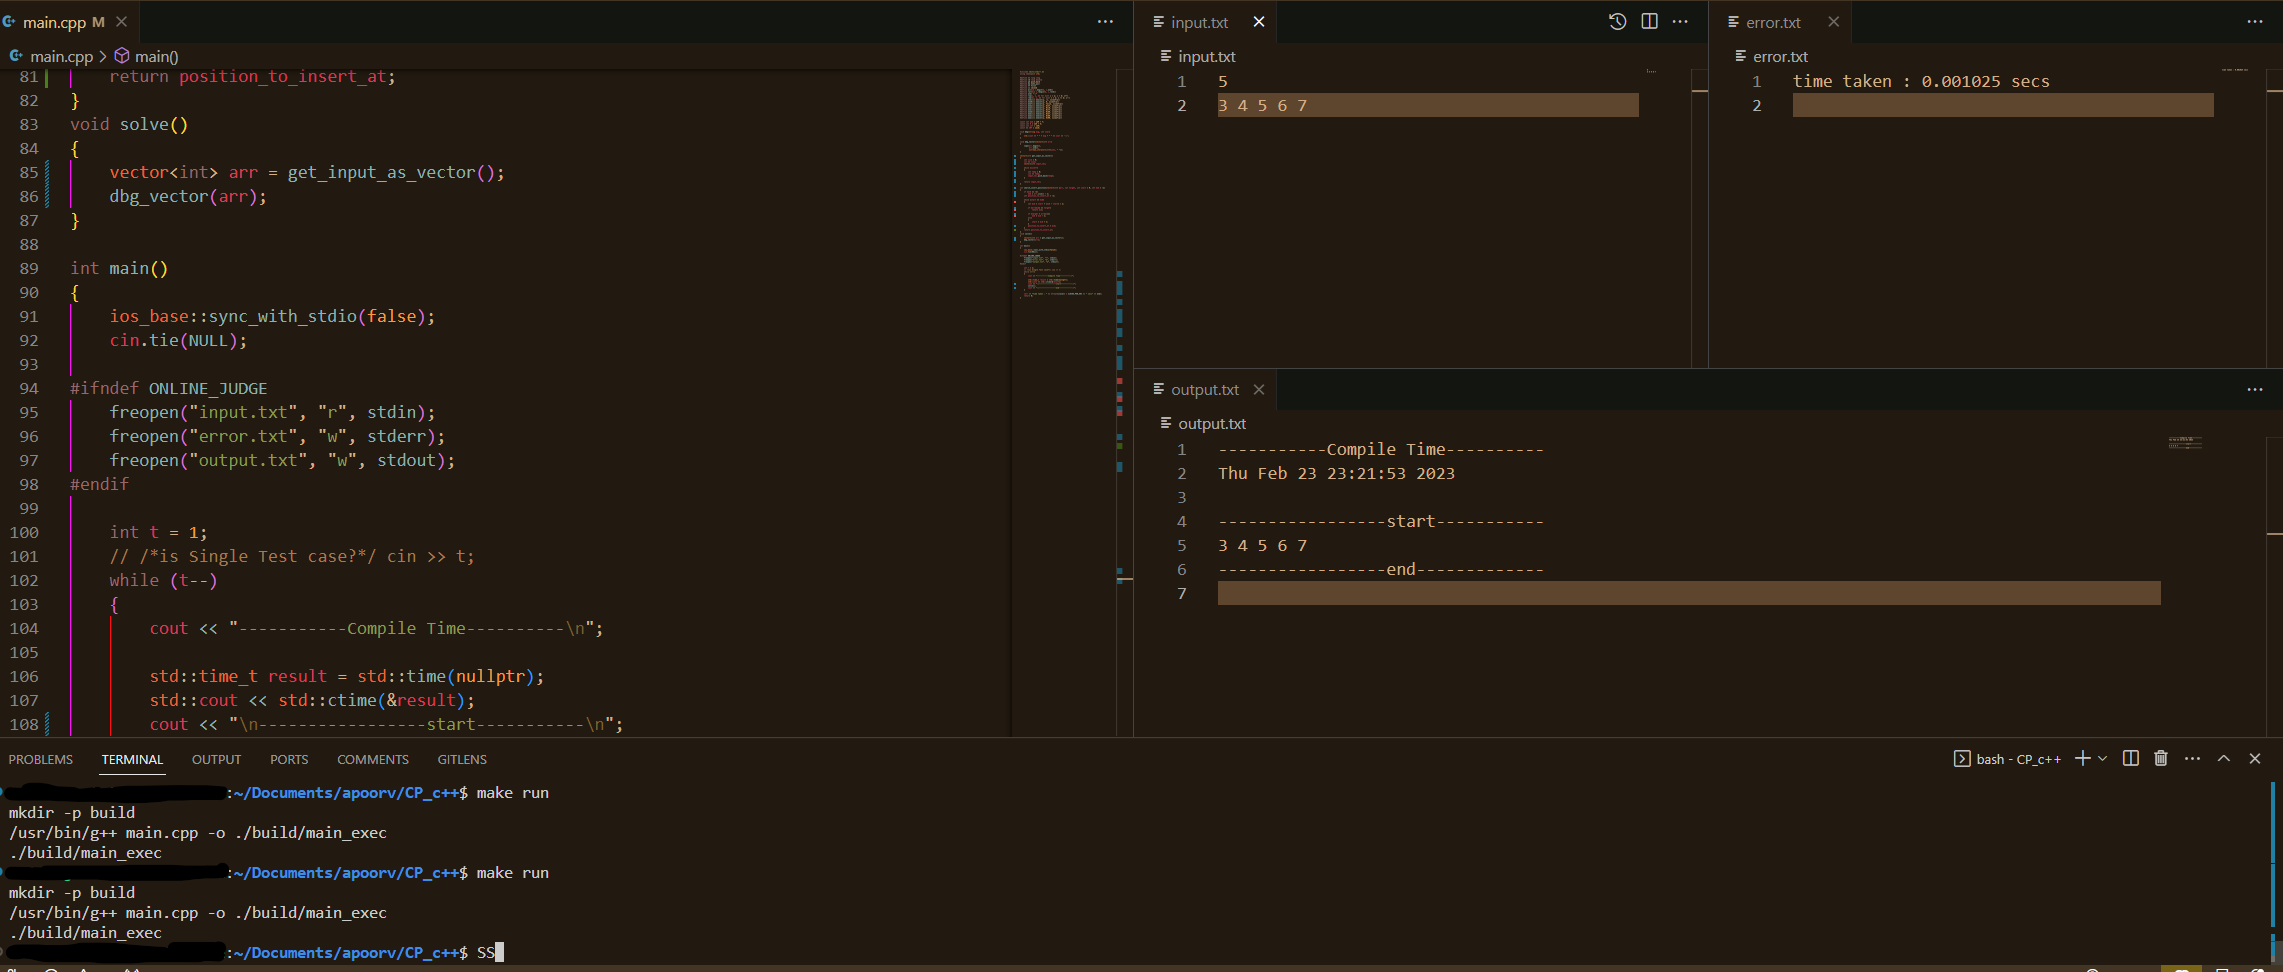 main.cpp M
main.cpp > main()
81 return position_to_insert_at;
82 }
83 void solve()
84 {
85 vector<int> arr = get_input_as_vector();
86 dbg_vector(arr);
87 }
88
89 int main()
90 {
91 ios_base::sync_with_stdio(false);
92 cin.tie(NULL);
93
94 #ifndef ONLINE_JUDGE
95 freopen("input.txt", "r", stdin);
96 freopen("error.txt", "w", stderr);
97 freopen("output.txt", "w", stdout);
98 #endif
99
100 int t = 1;
101 // /*is Single Test case?*/ cin >> t;
102 while (t--)
103 {
104 cout << "-----------Compile Time----------\n";
105
106 std::time_t result = std::time(nullptr);
107 std::cout << std::ctime(&result);
108 cout << "\n-----------------start-----------\n";
input.txt
input.txt
1 5
2 3 4 5 6 7
error.txt
error.txt
1 time taken : 0.001025 secs
2
output.txt
output.txt
1 -----------Compile Time----------
2 Thu Feb 23 23:21:53 2023
3
4 -----------------start-----------
5 3 4 5 6 7
6 -----------------end-------------
7
PROBLEMS TERMINAL OUTPUT PORTS COMMENTS GITLENS
bash - CP_c++
:~/Documents/apoorv/CP_c++$ make run
mkdir -p build
/usr/bin/g++ main.cpp -o ./build/main_exec
./build/main_exec
:~/Documents/apoorv/CP_c++$ make run
mkdir -p build
/usr/bin/g++ main.cpp -o ./build/main_exec
./build/main_exec
:~/Documents/apoorv/CP_c++$ SS